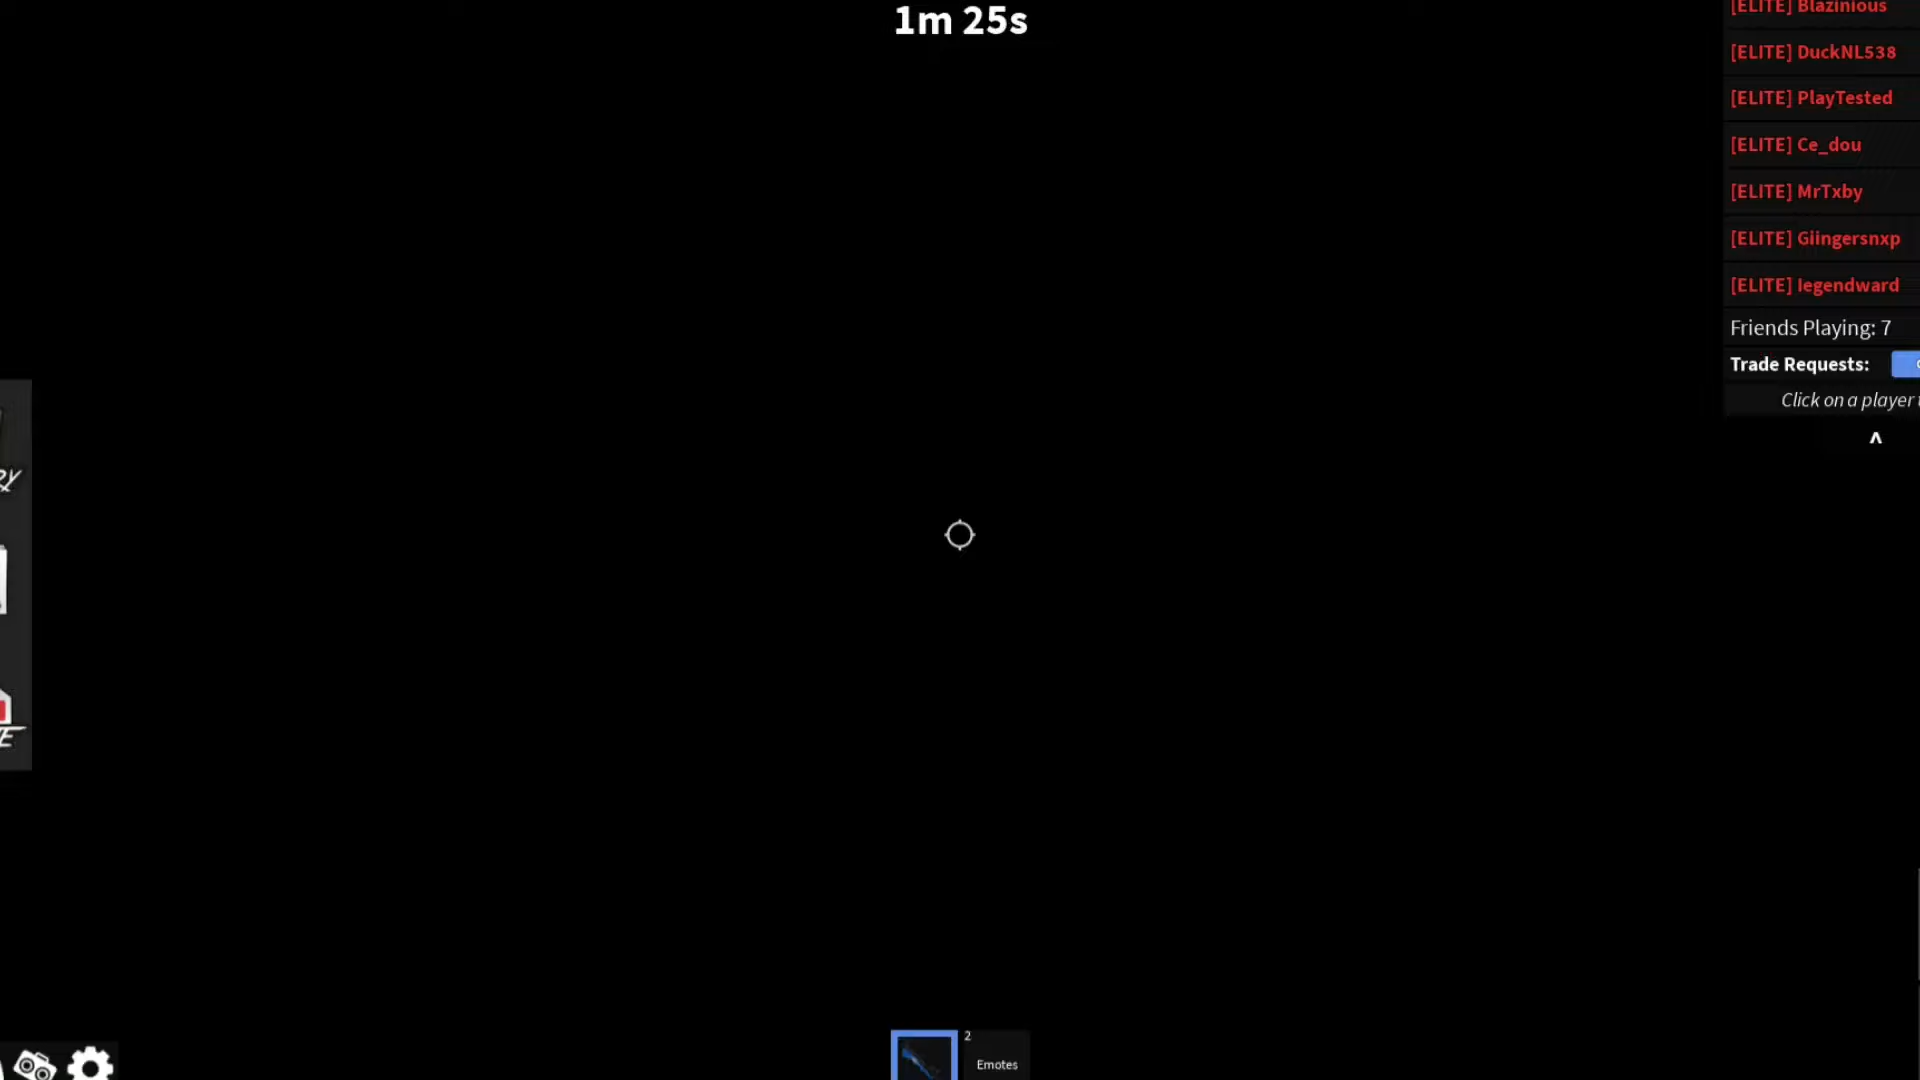 1m 25s
[ELITE] Blazinious
[ELITE] DuckNL538
[ELITE] PlayTested
[ELITE] Ce_dou
[ELITE] MrTxby
[ELITE] Giingersnxp
[ELITE] legendward
Friends Playing: 7
Trade Requests:
Click on a player
^
RY
E
2
Emotes